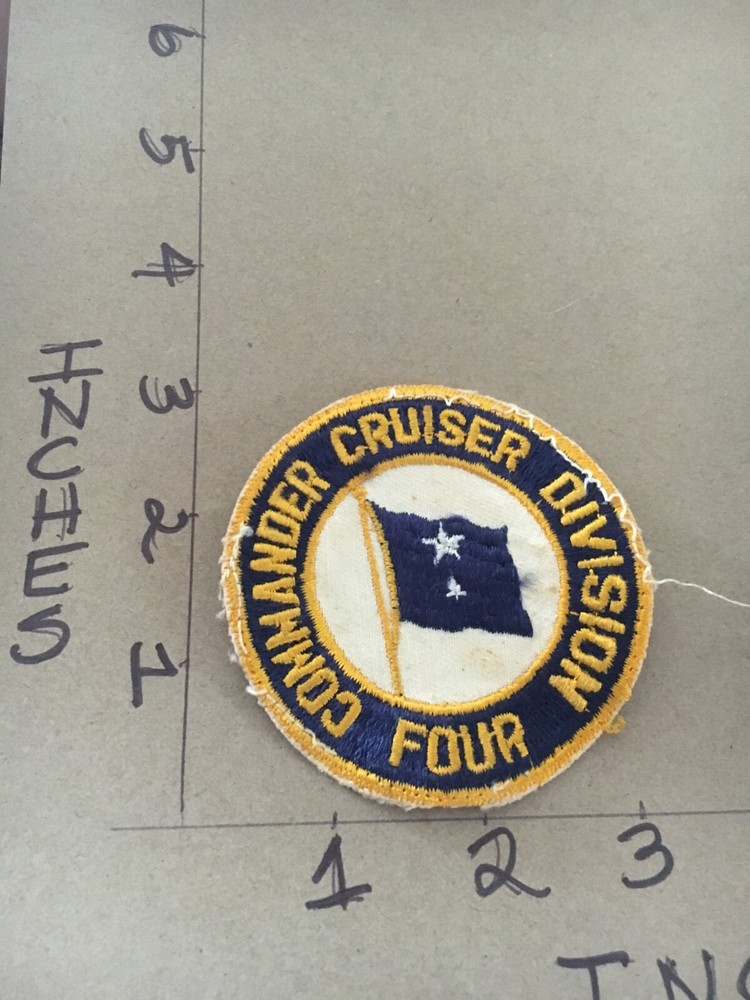 6
5
4
3
2
1
INCHES
COMMANDER CRUISER DIVISION
FOUR
1 2 3